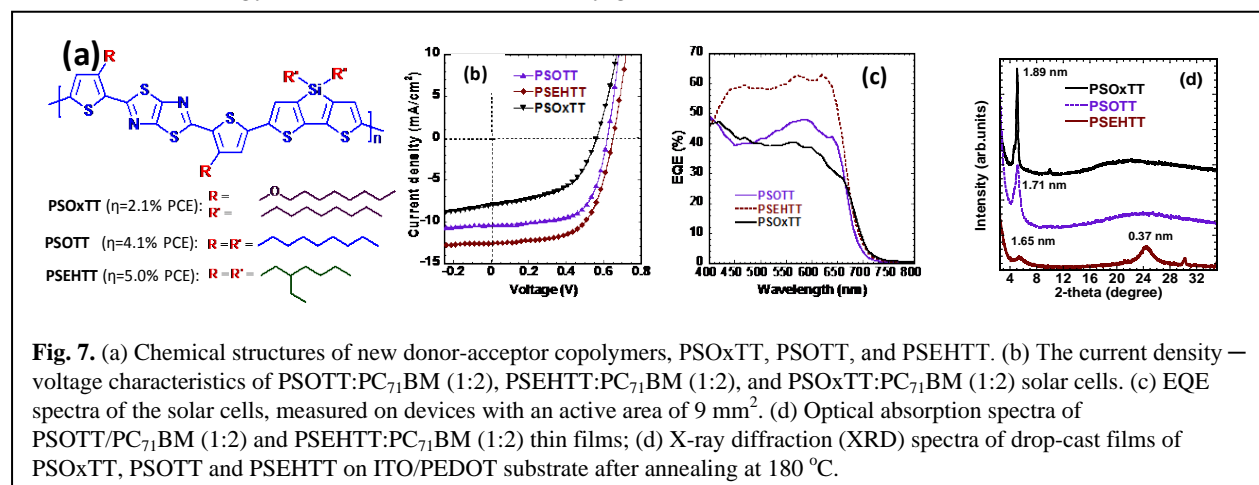 (a)
R
S
N
S
S
N
S
R
R' R'
Si
S
S
n
PSOxTT (η=2.1% PCE): R =
O
R' =
PSOTT (η=4.1% PCE): R =R' =
PSEHTT (η=5.0% PCE): R =R' =
(b)
PSOTT
PSEHTT
PSOxTT
Current density (mA/cm²)
10
5
0
-5
-10
-15
-0.2 0 0.2 0.4 0.6 0.8
Voltage (V)
(c)
EQE (%)
70
60
50
40
30
20
10
0
PSOTT
PSEHTT
PSOxTT
400 450 500 550 600 650 700 750 800
Wavelength (nm)
(d)
Intensity (arb.units)
1.89 nm
PSOxTT
PSOTT
PSEHTT
1.71 nm
1.65 nm
0.37 nm
4 8 12 16 20 24 28 32
2-theta (degree)
Fig. 7. (a) Chemical structures of new donor-acceptor copolymers, PSOxTT, PSOTT, and PSEHTT. (b) The current density –
voltage characteristics of PSOTT:PC₇₁BM (1:2), PSEHTT:PC₇₁BM (1:2), and PSOxTT:PC₇₁BM (1:2) solar cells. (c) EQE
spectra of the solar cells, measured on devices with an active area of 9 mm². (d) Optical absorption spectra of
PSOTT/PC₇₁BM (1:2) and PSEHTT:PC₇₁BM (1:2) thin films; (d) X-ray diffraction (XRD) spectra of drop-cast films of
PSOxTT, PSOTT and PSEHTT on ITO/PEDOT substrate after annealing at 180 °C.